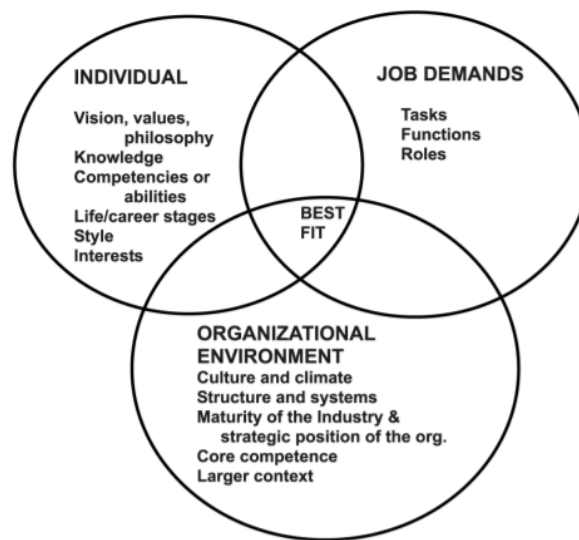 INDIVIDUAL
Vision, values,
philosophy
Knowledge
Competencies or
abilities
Life/career stages
Style
Interests
JOB DEMANDS
Tasks
Functions
Roles
BEST
FIT
ORGANIZATIONAL
ENVIRONMENT
Culture and climate
Structure and systems
Maturity of the Industry &
strategic position of the org.
Core competence
Larger context